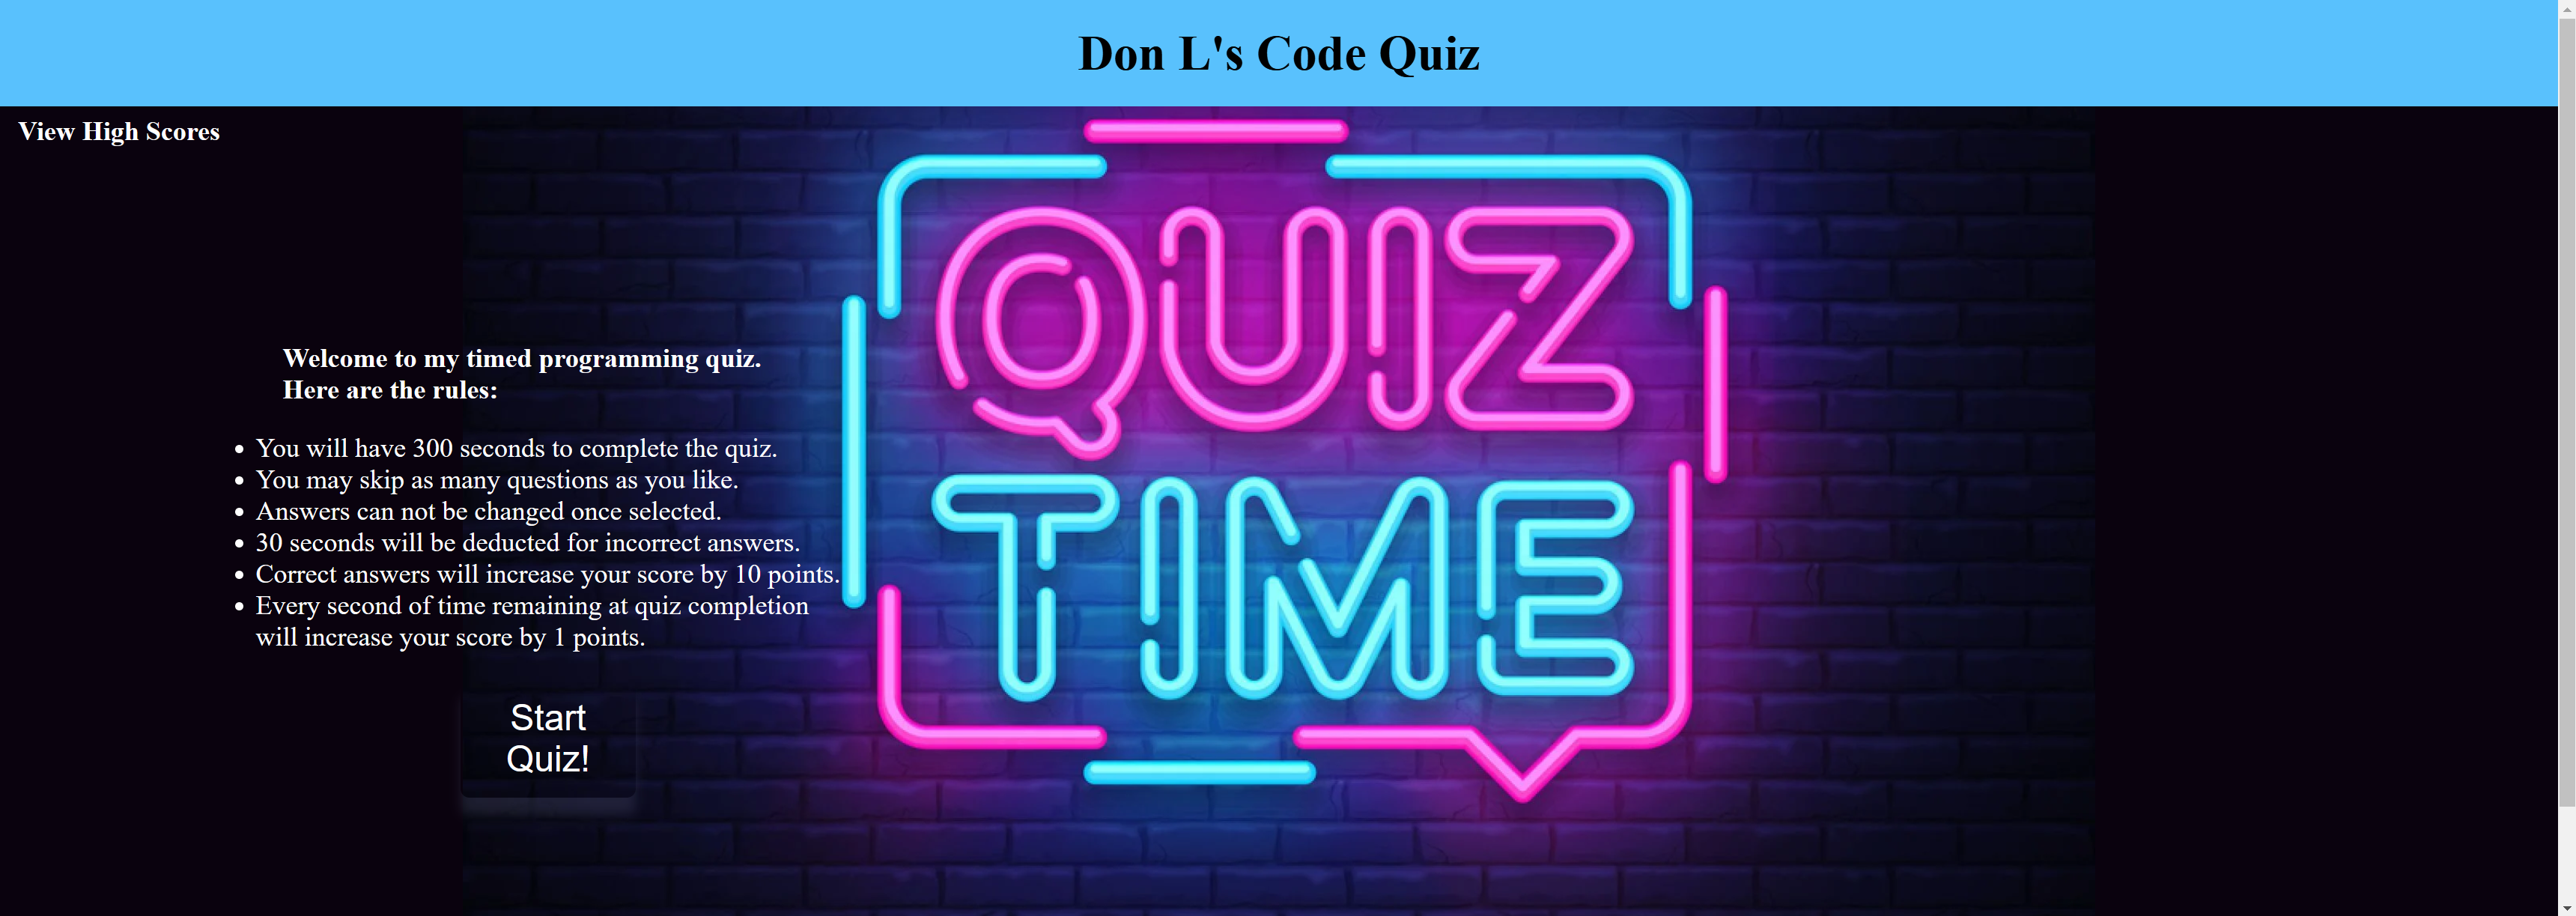 Don L's Code Quiz
View High Scores
QUIZ
TIME
Welcome to my timed programming quiz.
Here are the rules:
You will have 300 seconds to complete the quiz.
You may skip as many questions as you like.
Answers can not be changed once selected.
30 seconds will be deducted for incorrect answers.
Correct answers will increase your score by 10 points.
Every second of time remaining at quiz completion
will increase your score by 1 points.
Start
Quiz!